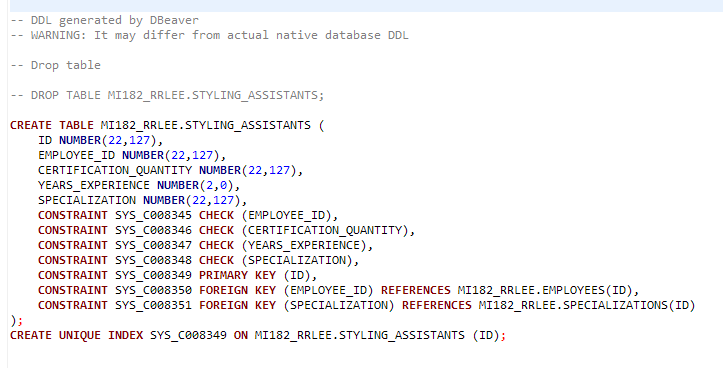 -- DDL generated by DBeaver
-- WARNING: It may differ from actual native database DDL
-- Drop table
-- DROP TABLE MI182_RRLEE.STYLING_ASSISTANTS;
CREATE TABLE MI182_RRLEE.STYLING_ASSISTANTS (
ID NUMBER(22,127),
EMPLOYEE_ID NUMBER(22,127),
CERTIFICATION_QUANTITY NUMBER(22,127),
YEARS_EXPERIENCE NUMBER(2,0),
SPECIALIZATION NUMBER(22,127),
CONSTRAINT SYS_C008345 CHECK (EMPLOYEE_ID),
CONSTRAINT SYS_C008346 CHECK (CERTIFICATION_QUANTITY),
CONSTRAINT SYS_C008347 CHECK (YEARS_EXPERIENCE),
CONSTRAINT SYS_C008348 CHECK (SPECIALIZATION),
CONSTRAINT SYS_C008349 PRIMARY KEY (ID),
CONSTRAINT SYS_C008350 FOREIGN KEY (EMPLOYEE_ID) REFERENCES MI182_RRLEE.EMPLOYEES(ID),
CONSTRAINT SYS_C008351 FOREIGN KEY (SPECIALIZATION) REFERENCES MI182_RRLEE.SPECIALIZATIONS(ID)
);
CREATE UNIQUE INDEX SYS_C008349 ON MI182_RRLEE.STYLING_ASSISTANTS (ID);